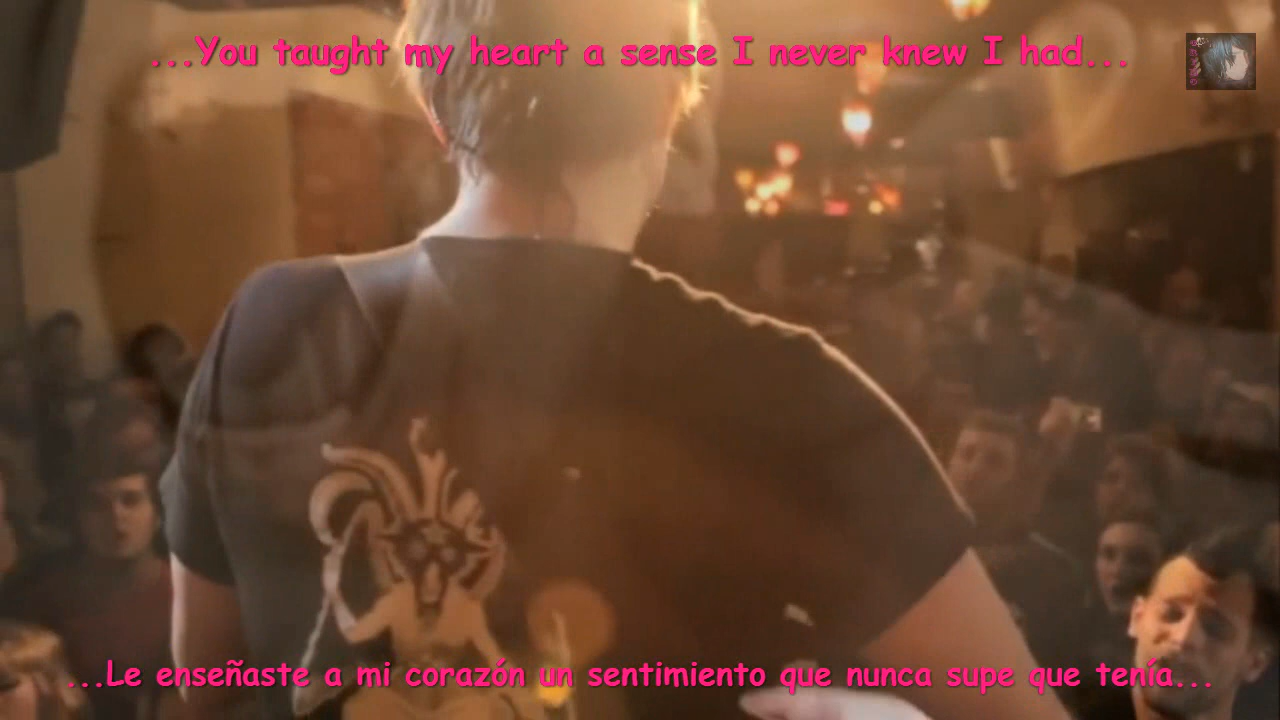 ...You taught my heart a sense I never knew I had...
...Le enseñaste a mi corazón un sentimiento que nunca supe que tenía...